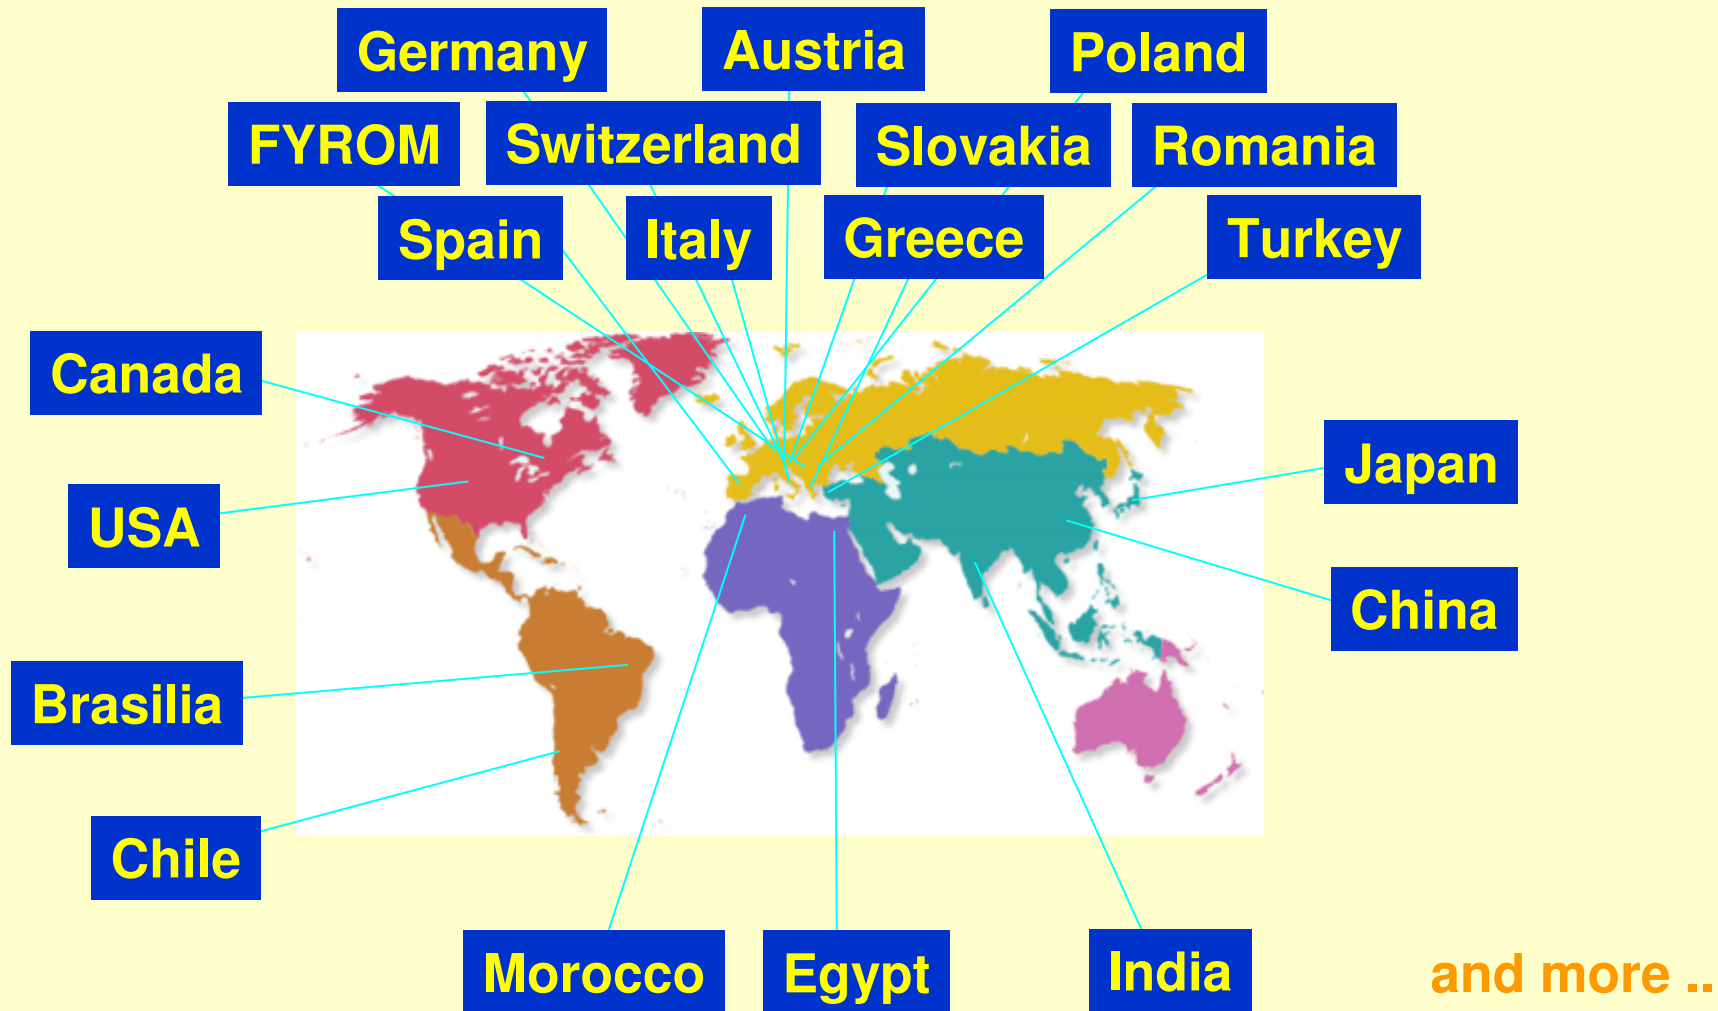 Germany
Austria
Poland
FYROM
Switzerland
Slovakia
Romania
Spain
Italy
Greece
Turkey
Canada
Japan
USA
China
Brasilia
Chile
Morocco
Egypt
India
and more ..